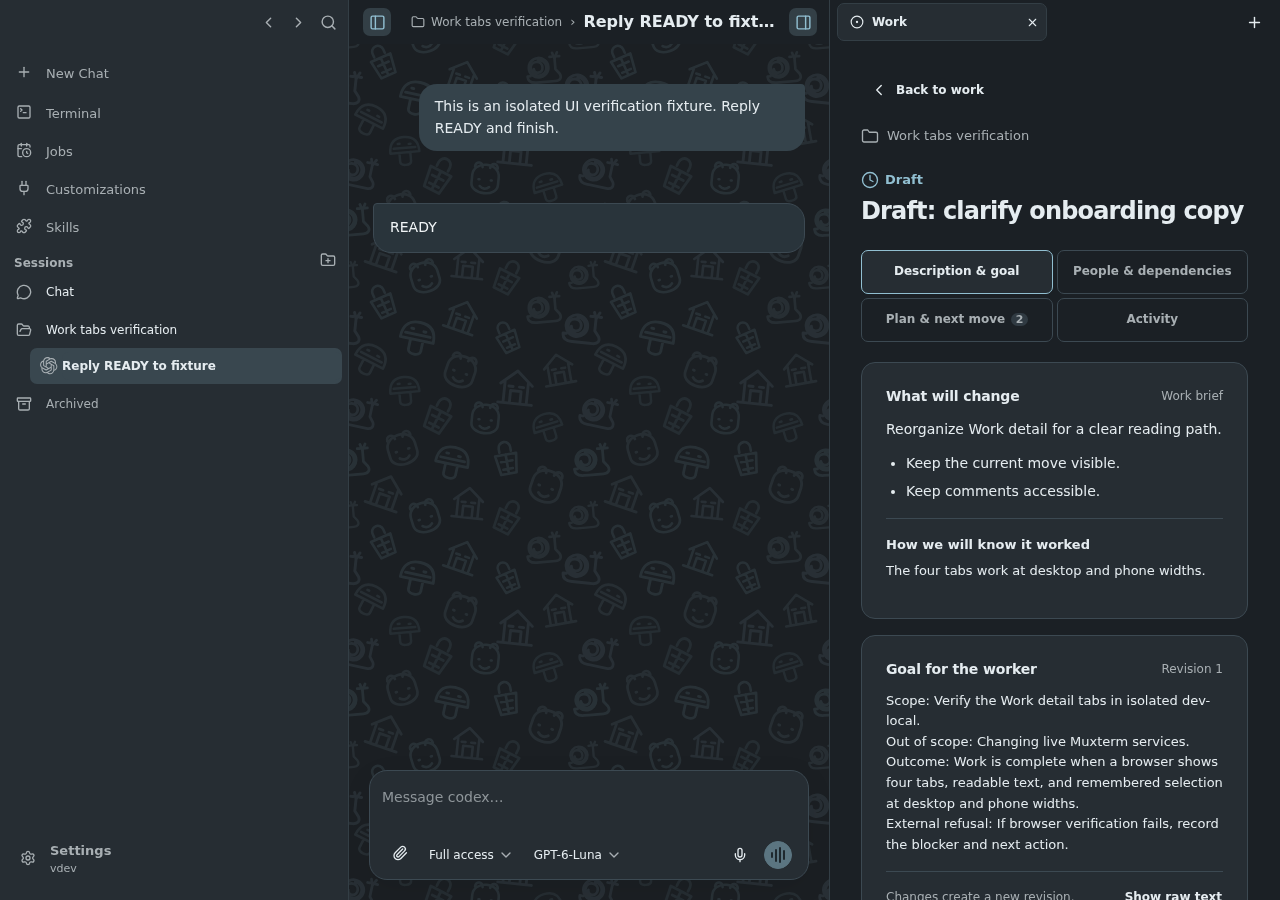 New Chat
Terminal
Jobs
Customizations
Skills
Sessions
Chat
Work tabs verification
Reply READY to fixture
Archived
Settings
vdev
Work tabs verification › Reply READY to fixt…
This is an isolated UI verification fixture. Reply
READY and finish.
READY
Message codex…
Full access
GPT-6-Luna
Work
Back to work
Work tabs verification
Draft
Draft: clarify onboarding copy
Description & goal
People & dependencies
Plan & next move 2
Activity
What will change
Work brief
Reorganize Work detail for a clear reading path.
• Keep the current move visible.
• Keep comments accessible.
How we will know it worked
The four tabs work at desktop and phone widths.
Goal for the worker
Revision 1
Scope: Verify the Work detail tabs in isolated dev-
local.
Out of scope: Changing live Muxterm services.
Outcome: Work is complete when a browser shows
four tabs, readable text, and remembered selection
at desktop and phone widths.
External refusal: If browser verification fails, record
the blocker and next action.
Changes create a new revision.
Show raw text